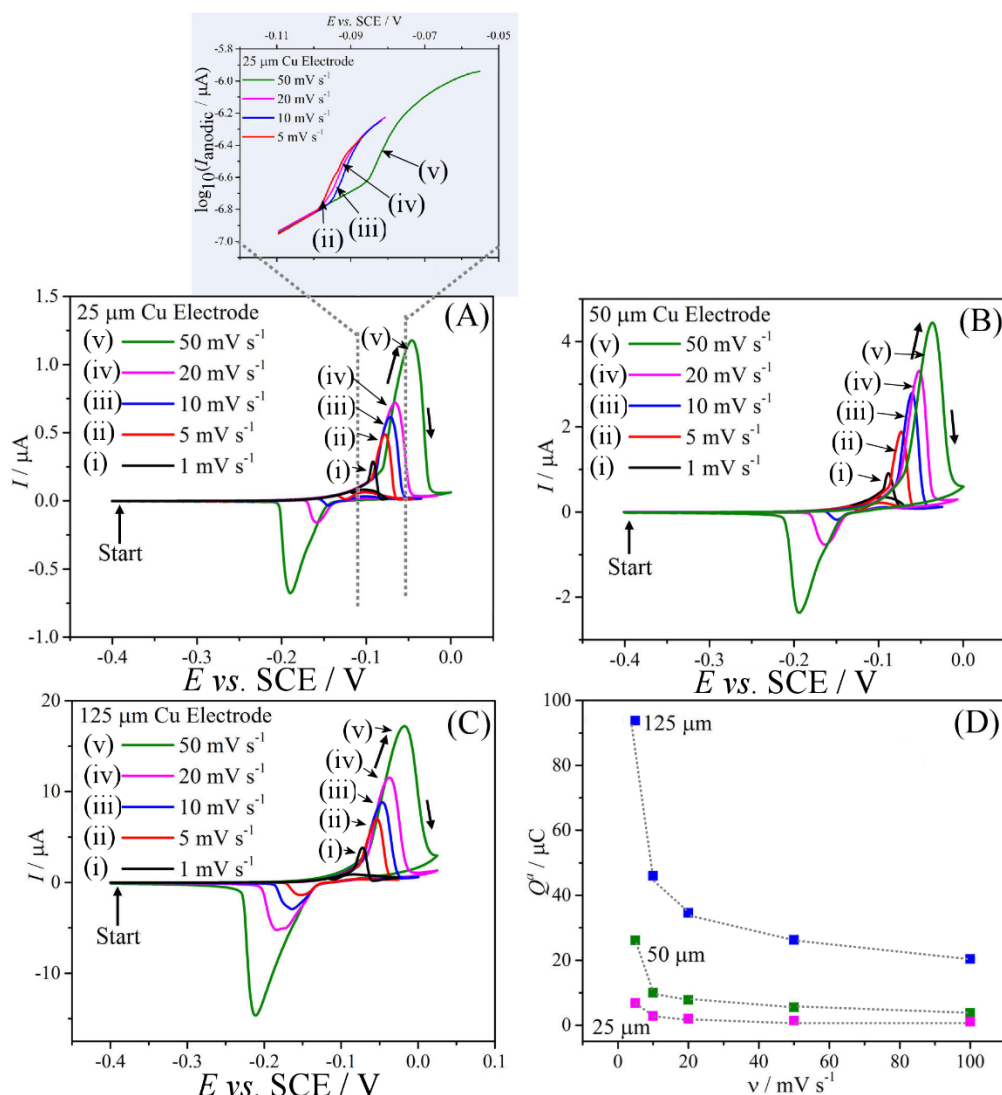 E vs. SCE / V
-0.11 -0.09 -0.07 -0.05
-5.8
-6.0
-6.2
-6.4
-6.6
-6.8
-7.0
log10(Ianodic / μA)
25 μm Cu Electrode
50 mV s⁻¹
20 mV s⁻¹
10 mV s⁻¹
5 mV s⁻¹
(v)
(iv)
(iii)
(ii)
(A)
25 μm Cu Electrode
(v) 50 mV s⁻¹
(iv) 20 mV s⁻¹
(iii) 10 mV s⁻¹
(ii) 5 mV s⁻¹
(i) 1 mV s⁻¹
(v)
(iv)
(iii)
(ii)
(i)
Start
1.5
1.0
0.5
0.0
-0.5
-1.0
I / μA
-0.4 -0.3 -0.2 -0.1 0.0
E vs. SCE / V
(B)
50 μm Cu Electrode
(v) 50 mV s⁻¹
(iv) 20 mV s⁻¹
(iii) 10 mV s⁻¹
(ii) 5 mV s⁻¹
(i) 1 mV s⁻¹
(v)
(iv)
(iii)
(ii)
(i)
Start
4
2
0
-2
I / μA
-0.4 -0.3 -0.2 -0.1 0.0
E vs. SCE / V
(C)
125 μm Cu Electrode
(v) 50 mV s⁻¹
(iv) 20 mV s⁻¹
(iii) 10 mV s⁻¹
(ii) 5 mV s⁻¹
(i) 1 mV s⁻¹
(v)
(iv)
(iii)
(ii)
(i)
Start
20
10
0
-10
I / μA
-0.4 -0.3 -0.2 -0.1 0.0
E vs. SCE / V
(D)
125 μm
50 μm
25 μm
100
80
60
40
20
0
Qᵃ / μC
0 20 40 60 80 100
ν / mV s⁻¹